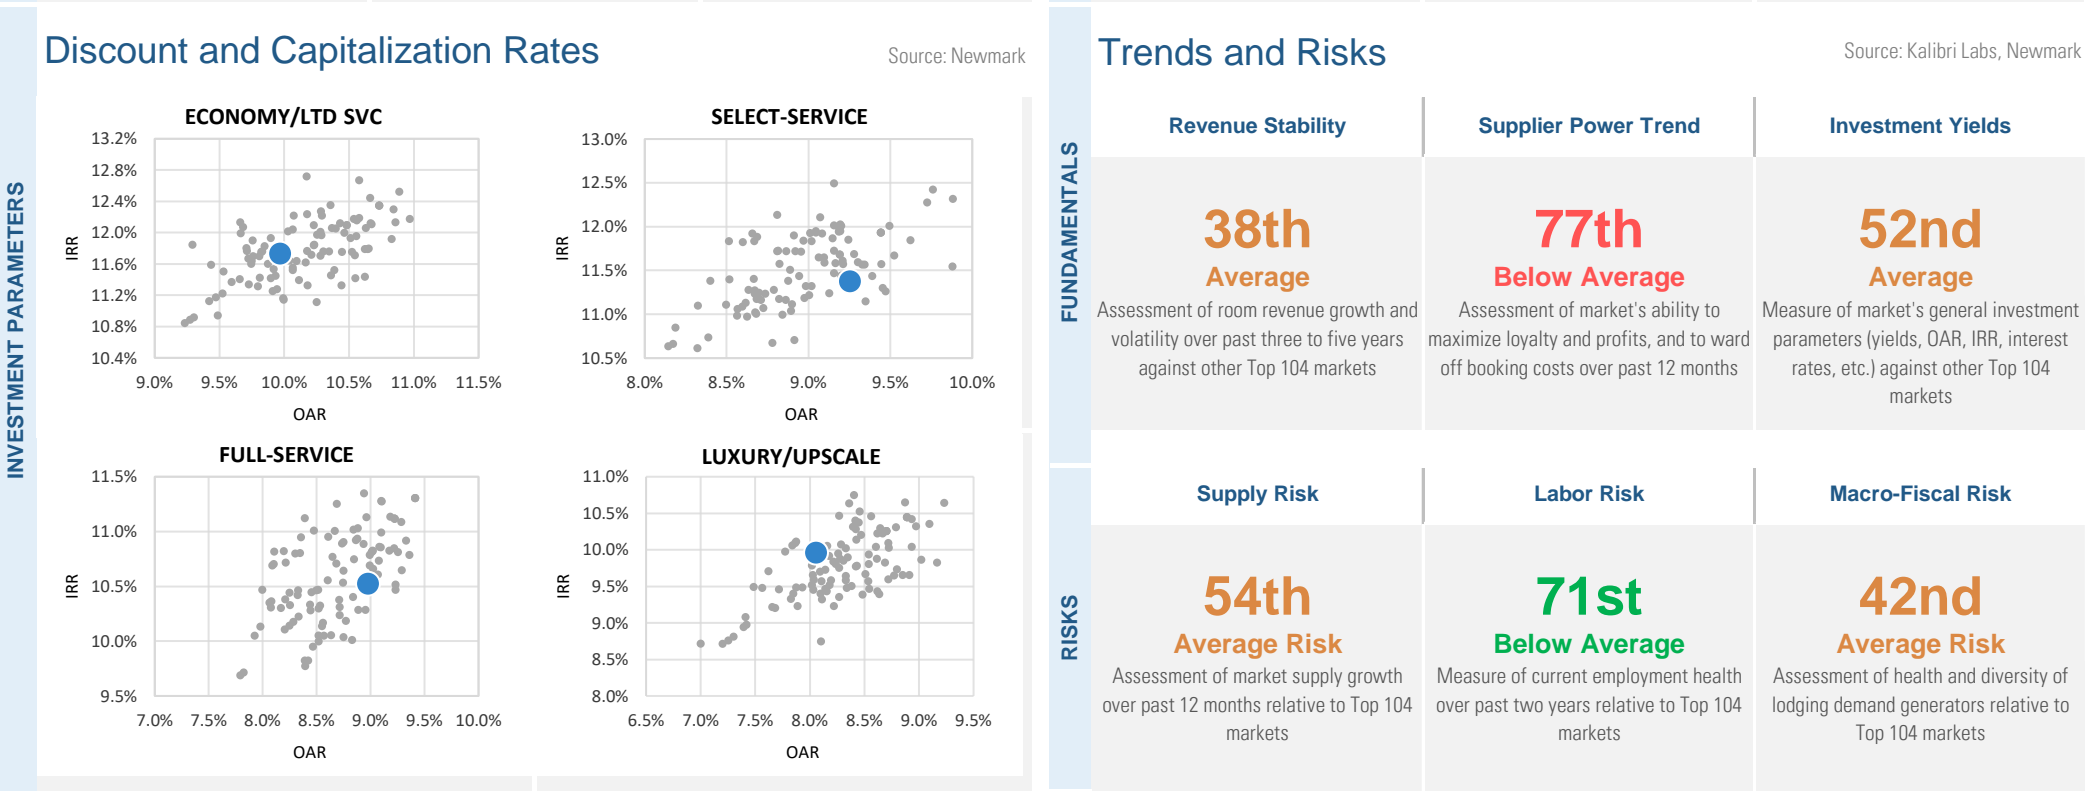 INVESTMENT PARAMETERS
Discount and Capitalization Rates
Source: Newmark
ECONOMY/LTD SVC
13.2%
12.8%
12.4%
12.0%
11.6%
11.2%
10.8%
10.4%
IRR
9.0% 9.5% 10.0% 10.5% 11.0% 11.5%
OAR
SELECT-SERVICE
13.0%
12.5%
12.0%
11.5%
11.0%
10.5%
IRR
8.0% 8.5% 9.0% 9.5% 10.0%
OAR
FULL-SERVICE
11.5%
11.0%
10.5%
10.0%
9.5%
IRR
7.0% 7.5% 8.0% 8.5% 9.0% 9.5% 10.0%
OAR
LUXURY/UPSCALE
11.0%
10.5%
10.0%
9.5%
9.0%
8.5%
8.0%
IRR
6.5% 7.0% 7.5% 8.0% 8.5% 9.0% 9.5%
OAR
Trends and Risks
Source: Kalibri Labs, Newmark
FUNDAMENTALS
Revenue Stability
38th
Average
Assessment of room revenue growth and
volatility over past three to five years
against other Top 104 markets
Supplier Power Trend
77th
Below Average
Assessment of market's ability to
maximize loyalty and profits, and to ward
off booking costs over past 12 months
Investment Yields
52nd
Average
Measure of market's general investment
parameters (yields, OAR, IRR, interest
rates, etc.) against other Top 104
markets
RISKS
Supply Risk
54th
Average Risk
Assessment of market supply growth
over past 12 months relative to Top 104
markets
Labor Risk
71st
Below Average
Measure of current employment health
over past two years relative to Top 104
markets
Macro-Fiscal Risk
42nd
Average Risk
Assessment of health and diversity of
lodging demand generators relative to
Top 104 markets